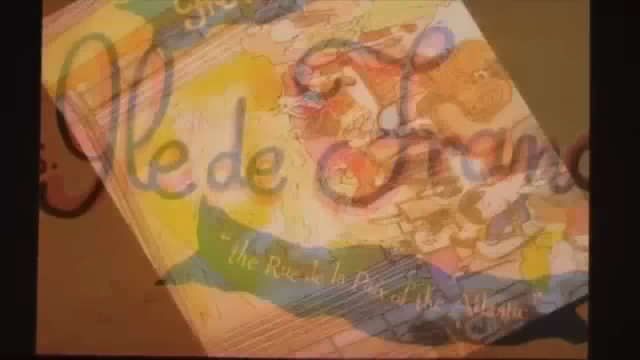 Ile de Franc
"the Rue de la Paix of the Atlantic"